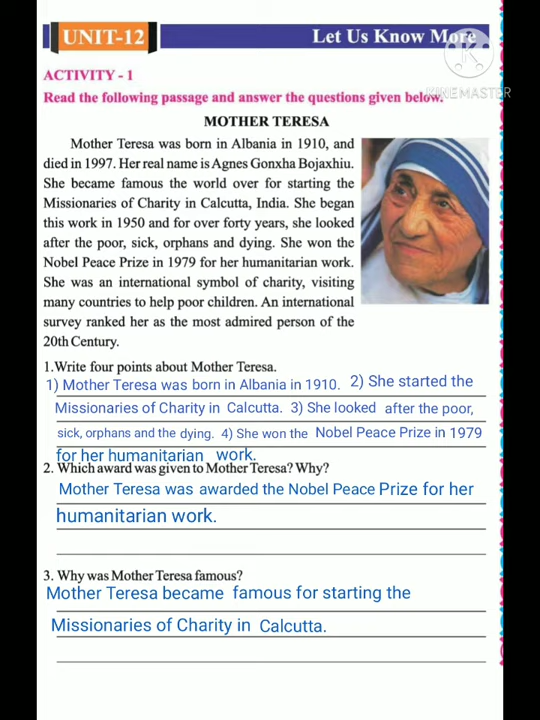 UNIT-12
Let Us Know More
KINEMASTER
ACTIVITY - 1
Read the following passage and answer the questions given below.
MOTHER TERESA
Mother Teresa was born in Albania in 1910, and
died in 1997. Her real name is Agnes Gonxha Bojaxhiu.
She became famous the world over for starting the
Missionaries of Charity in Calcutta, India. She began
this work in 1950 and for over forty years, she looked
after the poor, sick, orphans and dying. She won the
Nobel Peace Prize in 1979 for her humanitarian work.
She was an international symbol of charity, visiting
many countries to help poor children. An international
survey ranked her as the most admired person of the
20th Century.
1.Write four points about Mother Teresa.
1) Mother Teresa was born in Albania in 1910. 2) She started the
Missionaries of Charity in Calcutta. 3) She looked after the poor,
sick, orphans and the dying. 4) She won the Nobel Peace Prize in 1979
for her humanitarian work.
2. Which award was given to Mother Teresa? Why?
Mother Teresa was awarded the Nobel Peace Prize for her
humanitarian work.
3. Why was Mother Teresa famous?
Mother Teresa became famous for starting the
Missionaries of Charity in Calcutta.